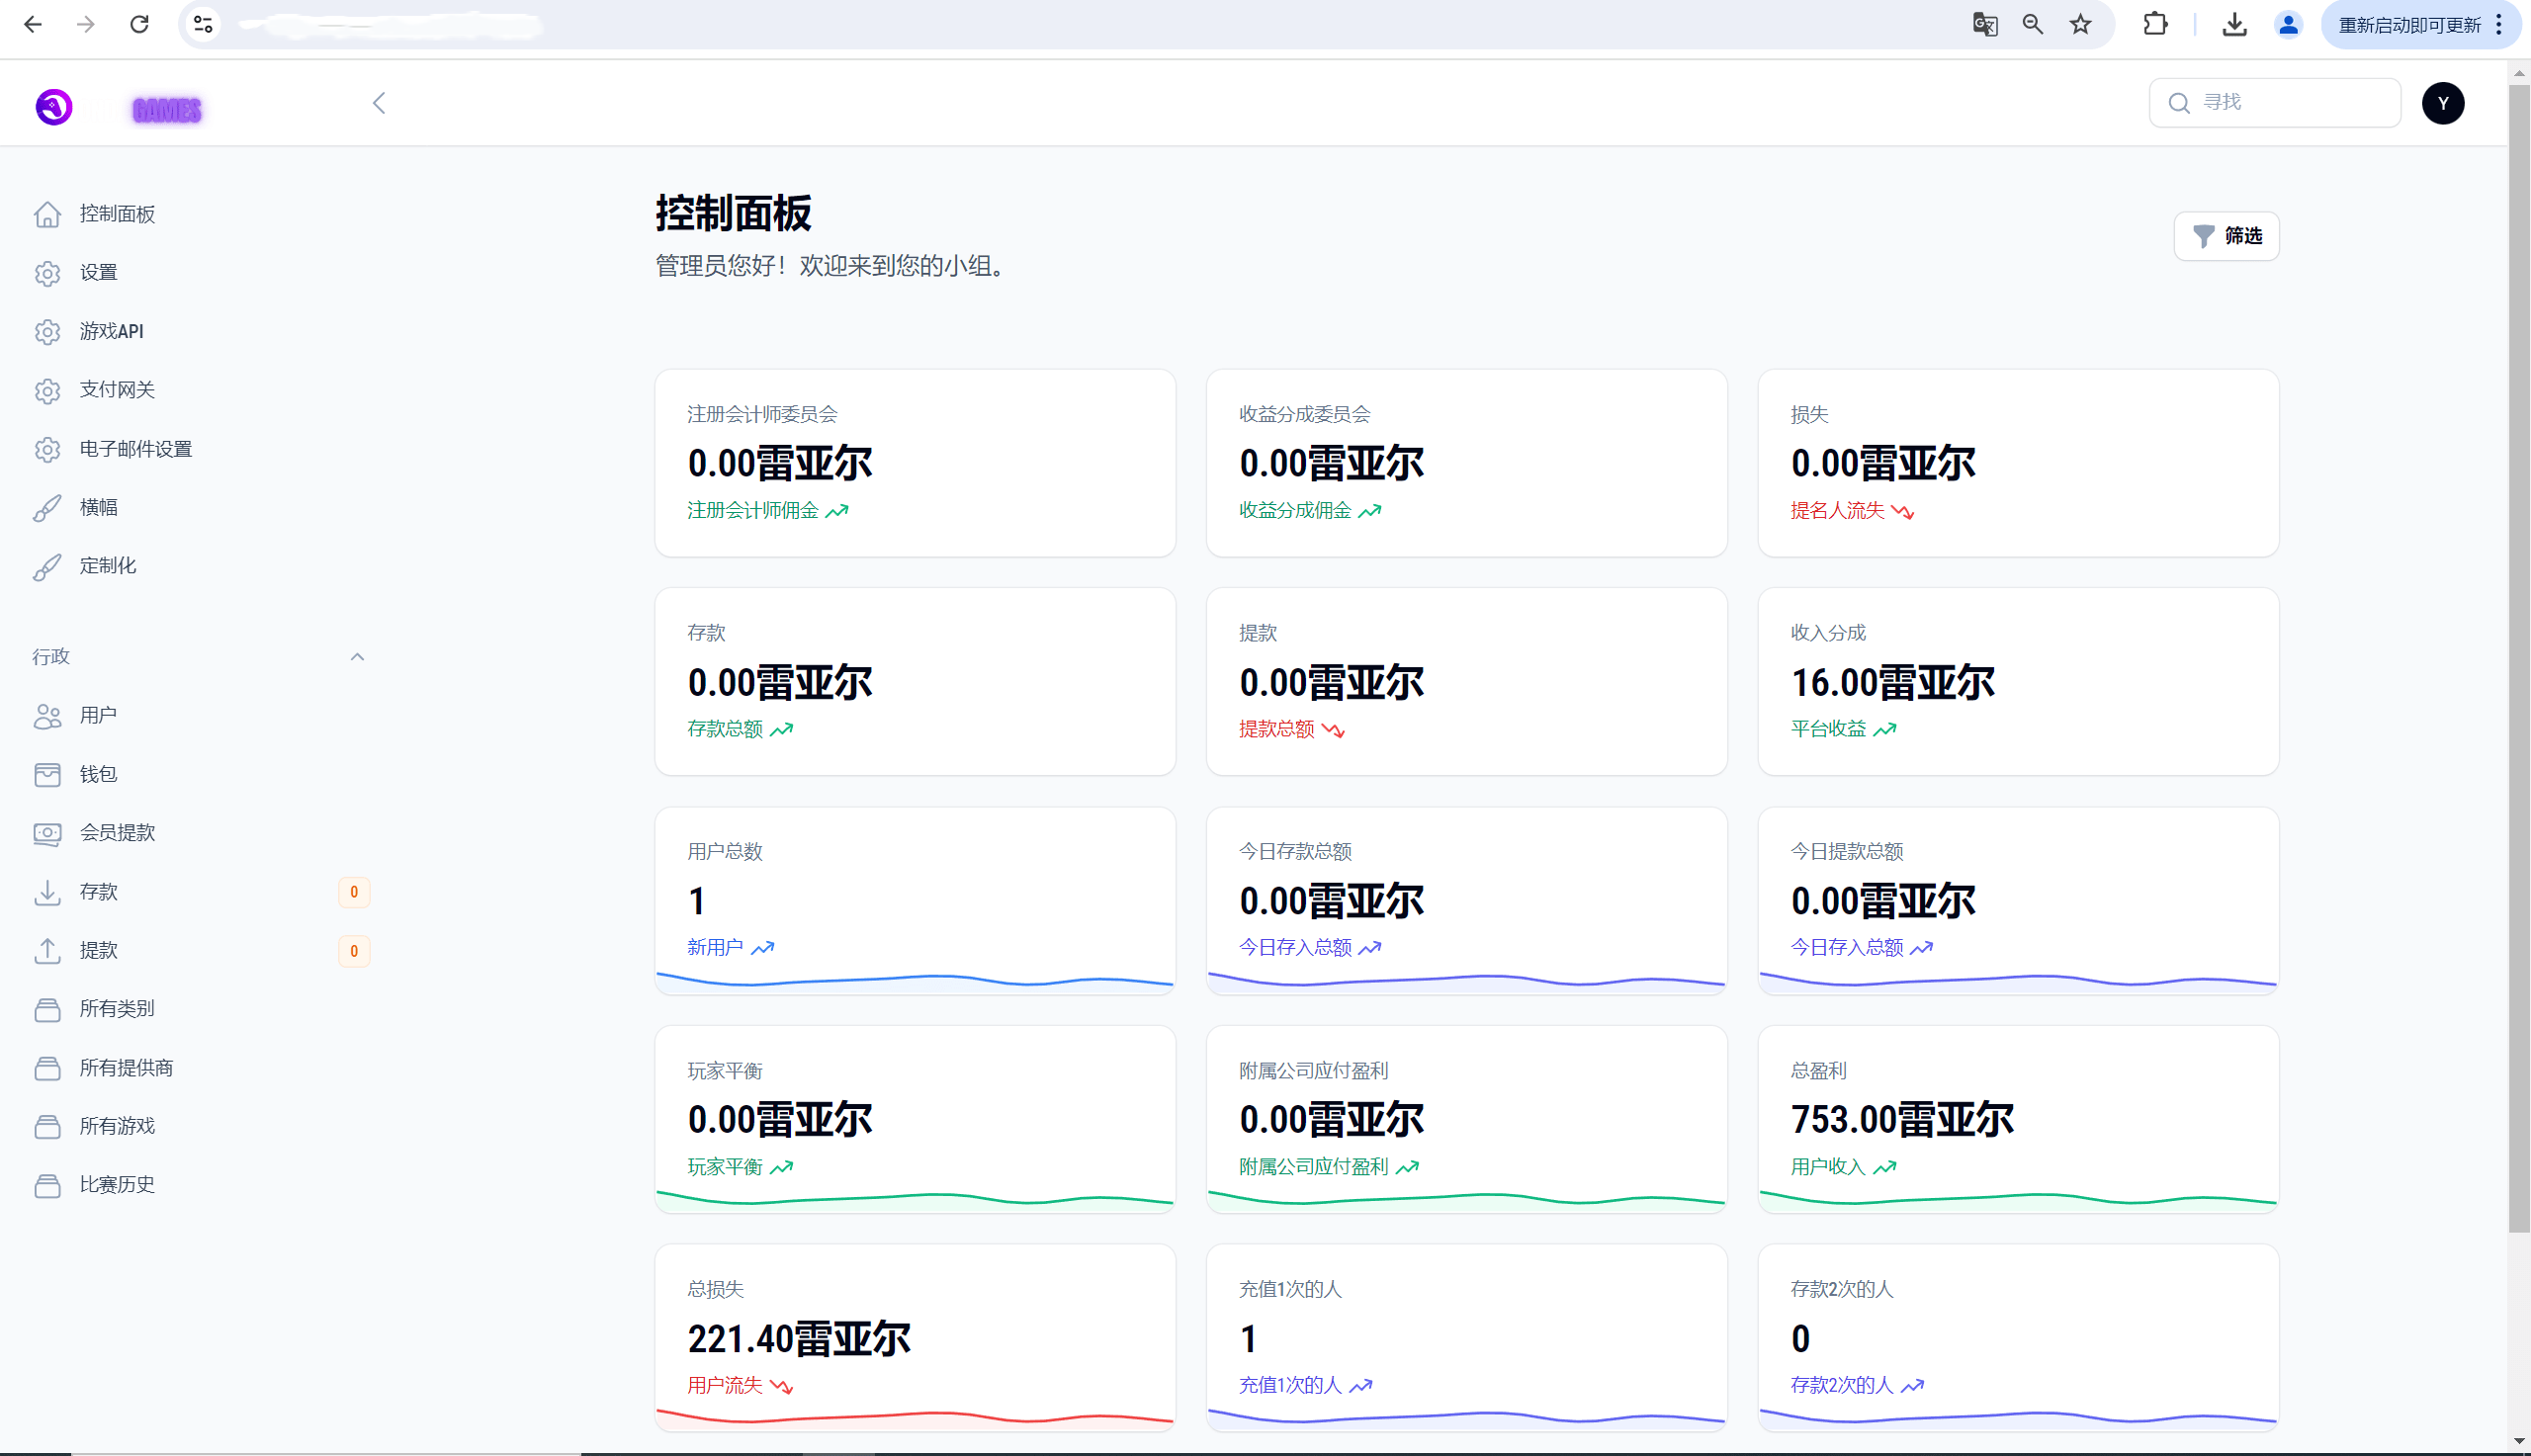 重新启动即可更新
GAMES
寻找
Y
控制面板
设置
游戏API
支付网关
电子邮件设置
横幅
定制化
行政
用户
钱包
会员提款
存款
0
提款
0
所有类别
所有提供商
所有游戏
比赛历史
控制面板
管理员您好！欢迎来到您的小组。
筛选
注册会计师委员会
0.00雷亚尔
注册会计师佣金
收益分成委员会
0.00雷亚尔
收益分成佣金
损失
0.00雷亚尔
提名人流失
存款
0.00雷亚尔
存款总额
提款
0.00雷亚尔
提款总额
收入分成
16.00雷亚尔
平台收益
用户总数
1
新用户
今日存款总额
0.00雷亚尔
今日存入总额
今日提款总额
0.00雷亚尔
今日存入总额
玩家平衡
0.00雷亚尔
玩家平衡
附属公司应付盈利
0.00雷亚尔
附属公司应付盈利
总盈利
753.00雷亚尔
用户收入
总损失
221.40雷亚尔
用户流失
充值1次的人
1
充值1次的人
存款2次的人
0
存款2次的人